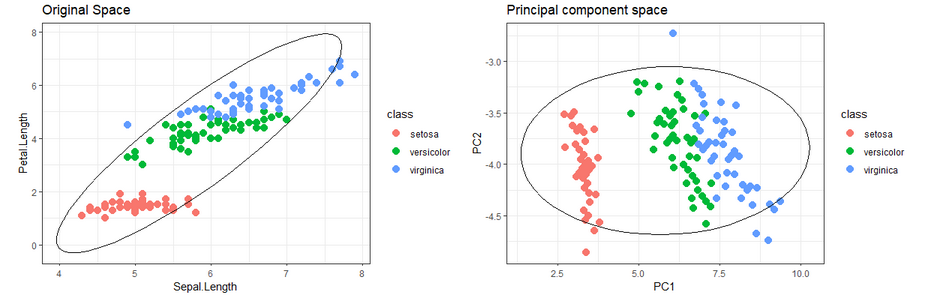 Original Space
Principal component space
8
6
4
2
0
Petal.Length
4
5
6
7
8
Sepal.Length
class
setosa
versicolor
virginica
-3.0
-3.5
-4.0
-4.5
PC2
2.5
5.0
7.5
10.0
PC1
class
setosa
versicolor
virginica